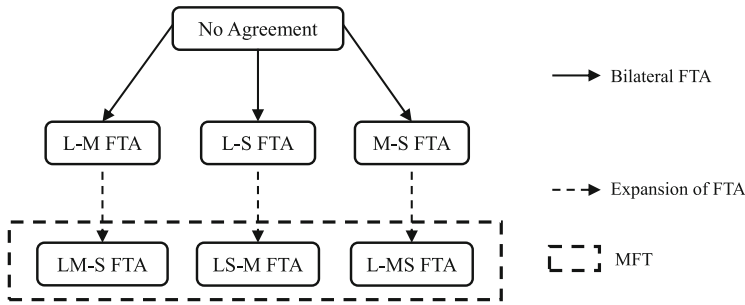 No Agreement
Bilateral FTA
L-M FTA
L-S FTA
M-S FTA
Expansion of FTA
LM-S FTA
LS-M FTA
L-MS FTA
MFT